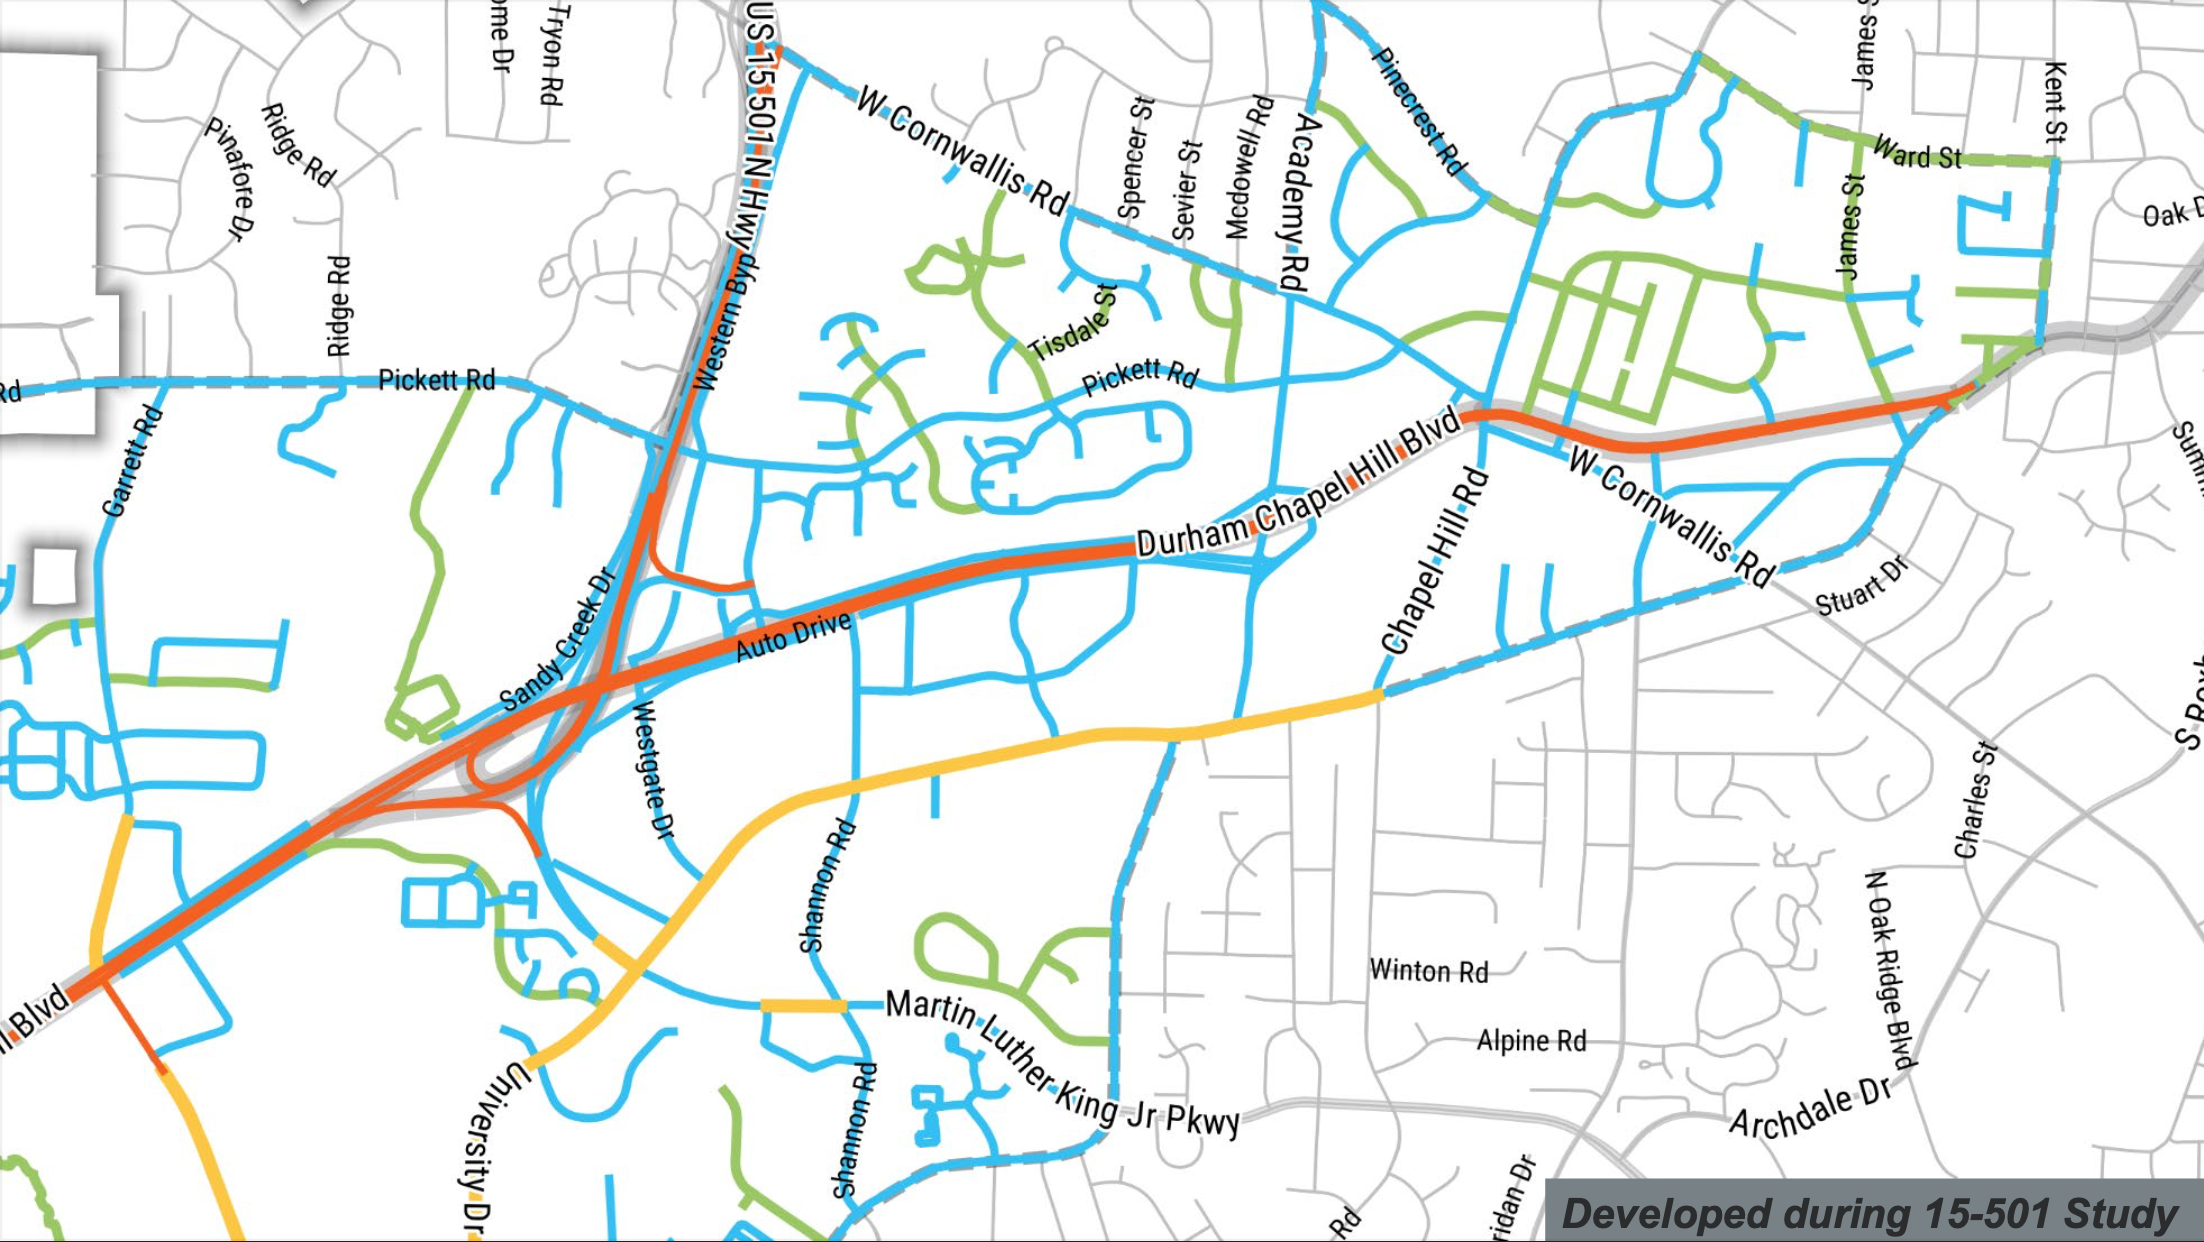 US 15 501 N Hwy
Tryon Rd
James S
Kent St
Pinecrest Rd
W Cornwallis Rd
Ridge Rd
Pinafore Dr
Spencer St
Sevier St
Mcdowell Rd
Academy Rd
Ward St
James St
Oak D
Ridge Rd
Western Byp
Tisdale St
Pickett Rd
Pickett Rd
Rd
Garrett Rd
Durham Chapel Hill Blvd
W Cornwallis Rd
Chapel Hill Rd
Stuart Dr
Sandy Creek Dr
Auto Drive
Westgate Dr
Shannon Rd
Charles St
N Oak Ridge Blvd
Winton Rd
Alpine Rd
Martin Luther King Jr Pkwy
Archdale Dr
l Blvd
University Dr
Shannon Rd
Rd
ridan Dr
Developed during 15-501 Study